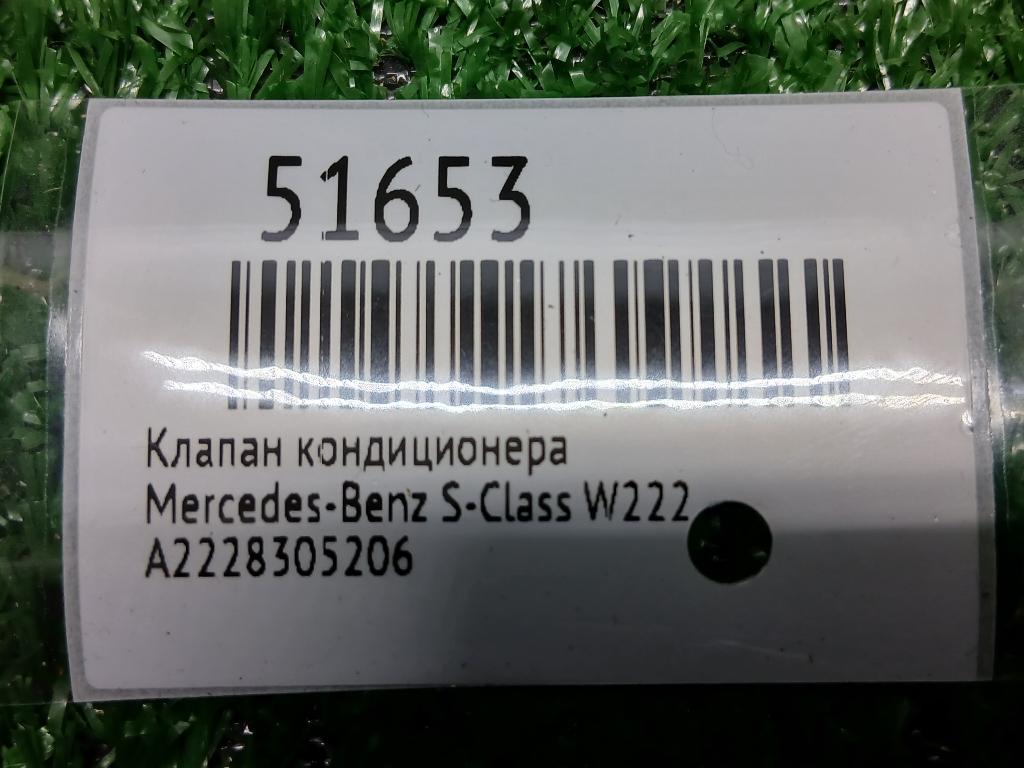 51653
Клапан кондиционера
Mercedes-Benz S-Class W222
A2228305206